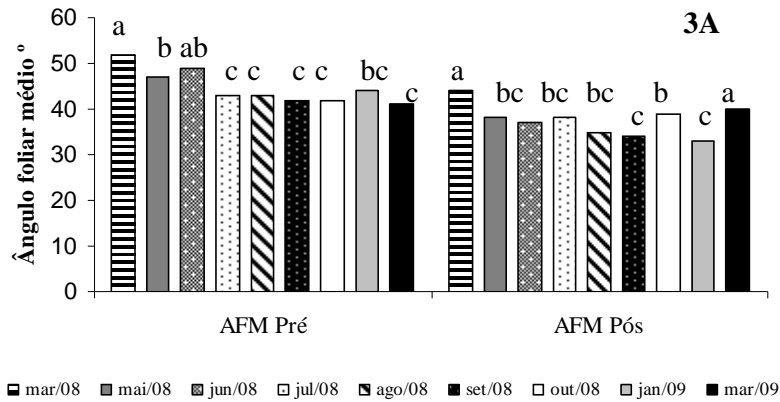 3A
Ângulo foliar médio º
60
50
40
30
20
10
0
a b ab c c c c bc c
a bc bc bc c b c a
AFM Pré AFM Pós
mar/08 mai/08 jun/08 jul/08 ago/08 set/08 out/08 jan/09 mar/09